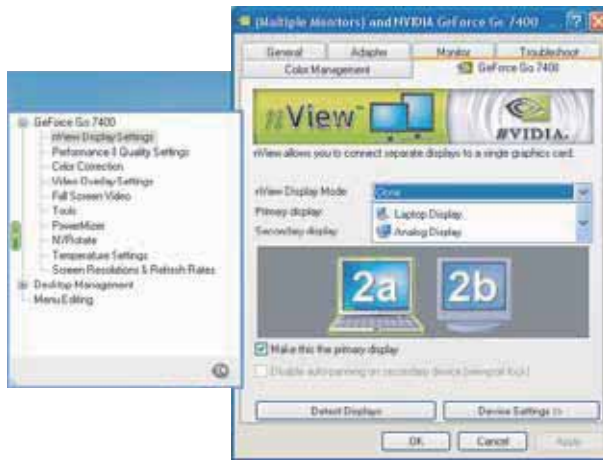 (Multiple Monitors) and NVIDIA GeForce Go 7400 ...
General
Adapter
Monitor
Troubleshoot
Color Management
GeForce Go 7400
nView
NVIDIA.
nView allows you to connect separate displays to a single graphics card.
nView Display Mode
Clone
Primary display
Laptop Display
Secondary display
Analog Display
2a
2b
Make this the primary display
Disable auto-panning on secondary device (viewport lock)
Detect Displays
Device Settings >>
OK
Cancel
Apply
GeForce Go 7400
nView Display Settings
Performance & Quality Settings
Color Correction
Video Overlay Settings
Full Screen Video
Tools
PowerMizer
NVRotate
Temperature Settings
Screen Resolutions & Refresh Rates
Desktop Management
Menu Editing